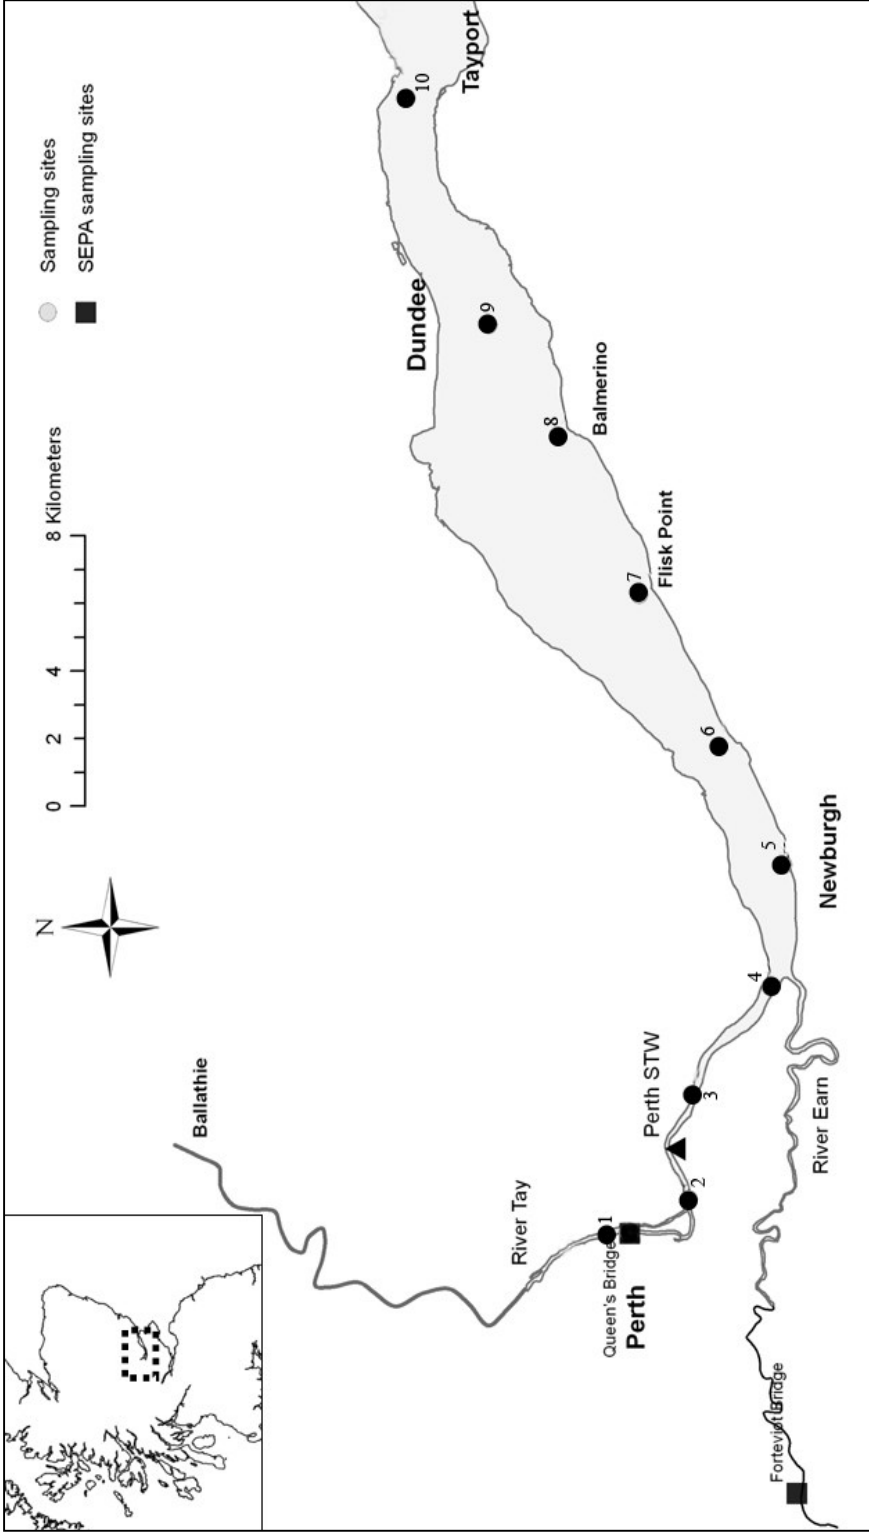 N
0 2 4 8 Kilometers
Sampling sites
SEPA sampling sites
Ballathie
River Tay
1
Queen's Bridge
Perth
2
Perth STW
3
4
River Earn
Forteviot Bridge
5
Newburgh
6
7
Flisk Point
8
Balmerino
9
Dundee
10
Tayport